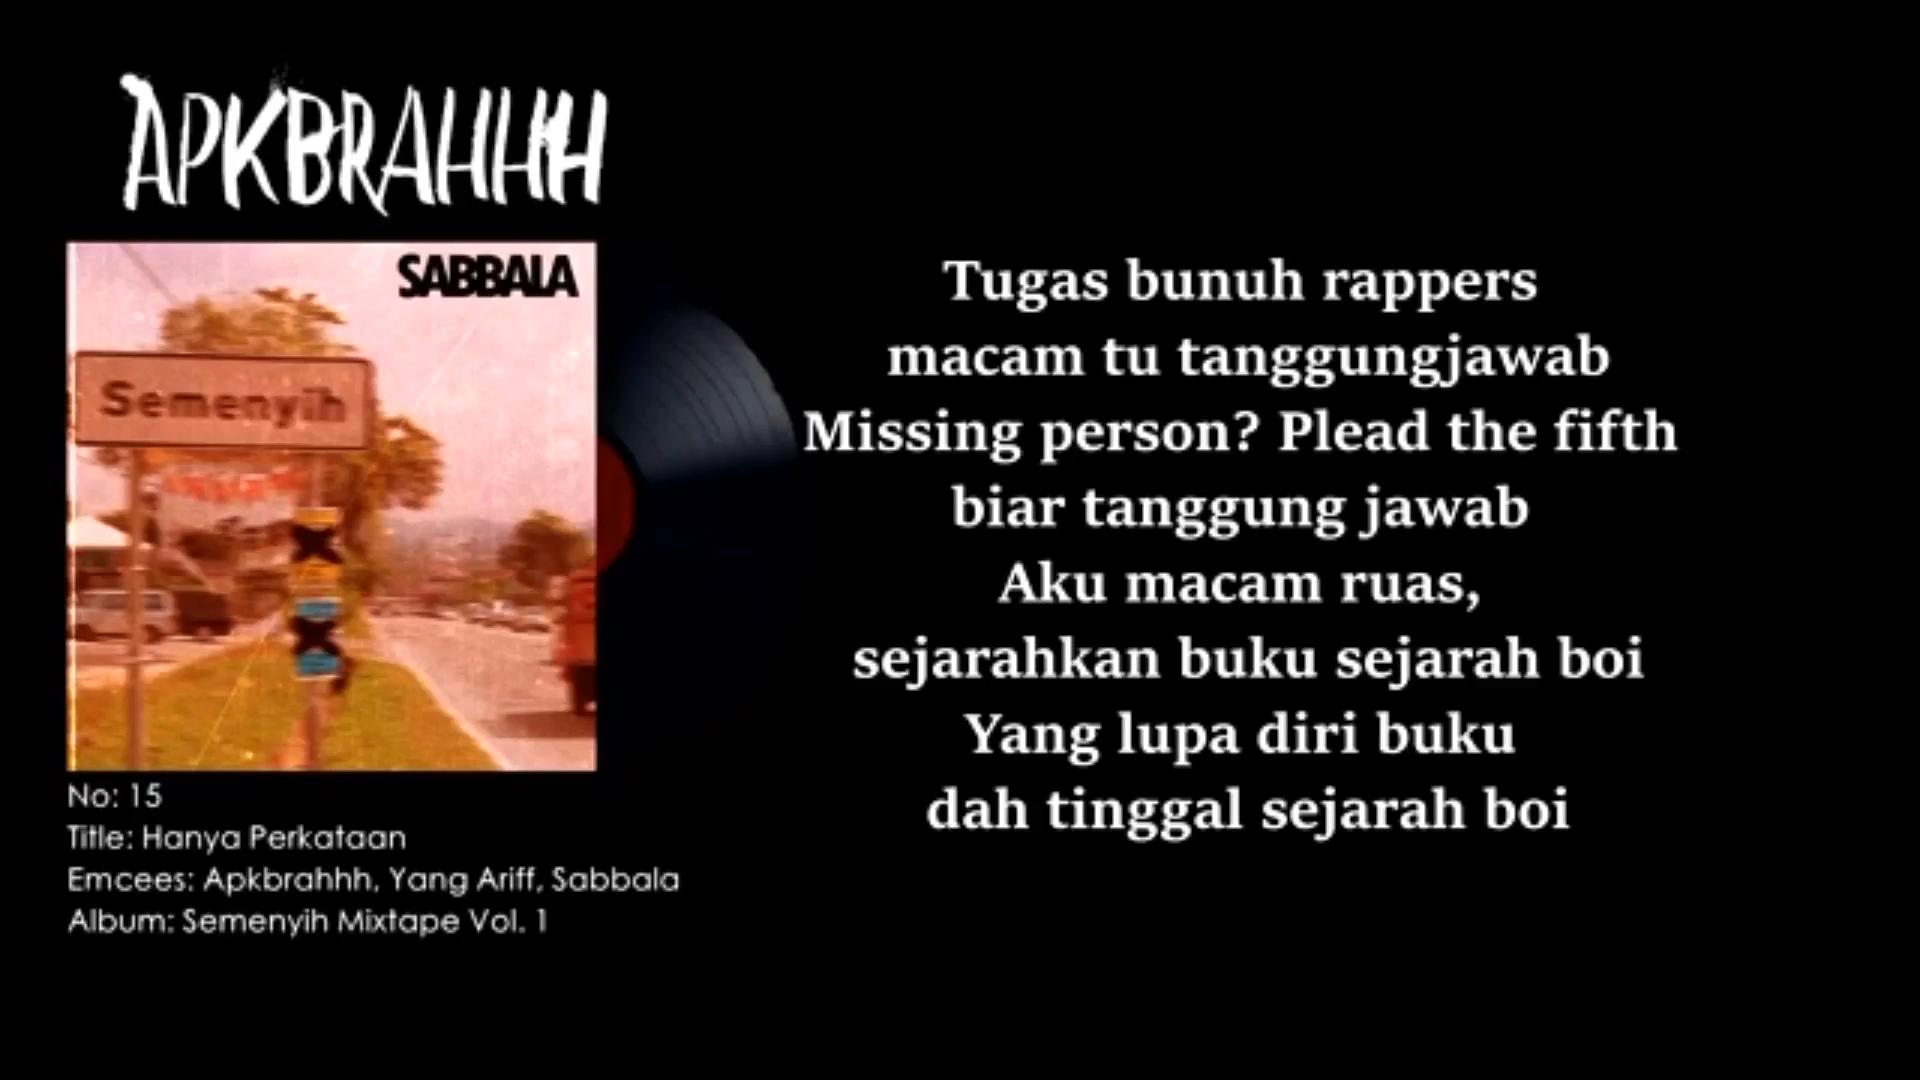 APKBRAHHH
SABBALA
Semenyih
No: 15
Title: Hanya Perkataan
Emcees: Apkbrahhh, Yang Ariff, Sabbala
Album: Semenyih Mixtape Vol. 1
Tugas bunuh rappers
macam tu tanggungjawab
Missing person? Plead the fifth
biar tanggung jawab
Aku macam ruas,
sejarahkan buku sejarah boi
Yang lupa diri buku
dah tinggal sejarah boi